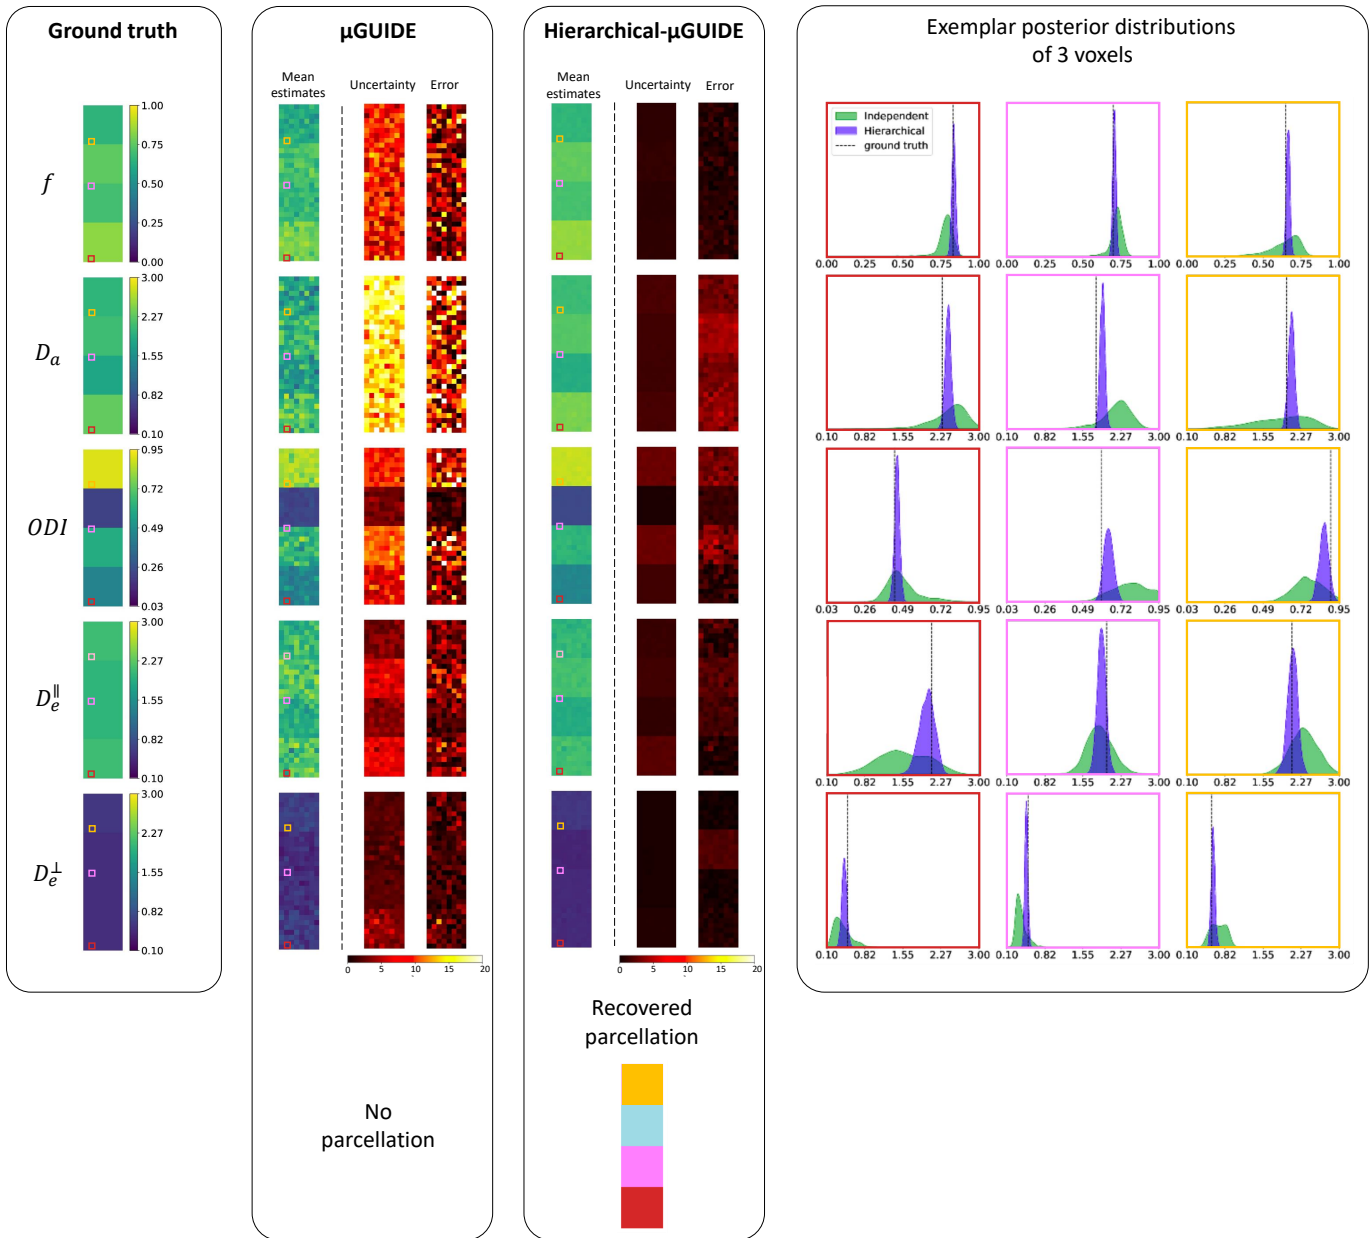 Ground truth
μGUIDE
Hierarchical-μGUIDE
Exemplar posterior distributions
of 3 voxels
Mean
estimates
Uncertainty
Error
Mean
estimates
Uncertainty
Error
f
1.00
0.75
0.50
0.25
0.00
Independent
Hierarchical
ground truth
0.00 0.25 0.50 0.75 1.00
0.00 0.25 0.50 0.75 1.00
0.00 0.25 0.50 0.75 1.00
D_a
3.00
2.27
1.55
0.82
0.10
0.10 0.82 1.55 2.27 3.00
0.10 0.82 1.55 2.27 3.00
0.10 0.82 1.55 2.27 3.00
ODI
0.95
0.72
0.49
0.26
0.03
0.03 0.26 0.49 0.72 0.95
0.03 0.26 0.49 0.72 0.95
0.03 0.26 0.49 0.72 0.95
D_e^∥
3.00
2.27
1.55
0.82
0.10
0.10 0.82 1.55 2.27 3.00
0.10 0.82 1.55 2.27 3.00
0.10 0.82 1.55 2.27 3.00
D_e^⊥
3.00
2.27
1.55
0.82
0.10
0.10 0.82 1.55 2.27 3.00
0.10 0.82 1.55 2.27 3.00
0.10 0.82 1.55 2.27 3.00
0 5 10 15 20
0 5 10 15 20
No
parcellation
Recovered
parcellation